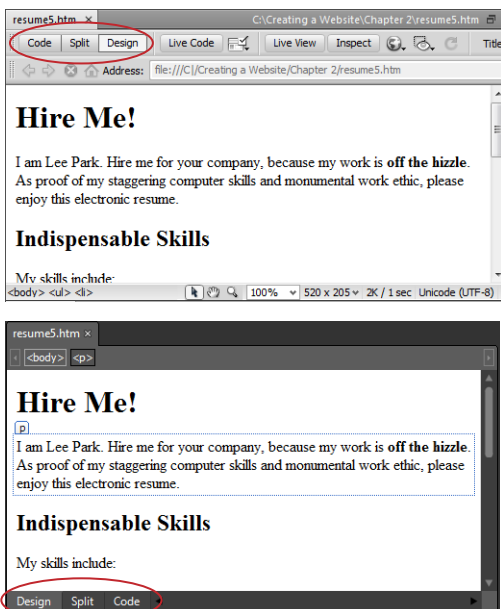 resume5.htm × C:\Creating a Website\Chapter 2\resume5.htm
Code Split Design Live Code Live View Inspect Title
Address: file:///C|/Creating a Website/Chapter 2/resume5.htm
Hire Me!
I am Lee Park. Hire me for your company, because my work is off the hizzle.
As proof of my staggering computer skills and monumental work ethic, please
enjoy this electronic resume.
Indispensable Skills
My skills include:
<body> <ul> <li> 100% 520 x 205 2K / 1 sec Unicode (UTF-8)
resume5.htm ×
<body> <p>
Hire Me!
p
I am Lee Park. Hire me for your company, because my work is off the hizzle.
As proof of my staggering computer skills and monumental work ethic, please
enjoy this electronic resume.
Indispensable Skills
My skills include:
Design Split Code